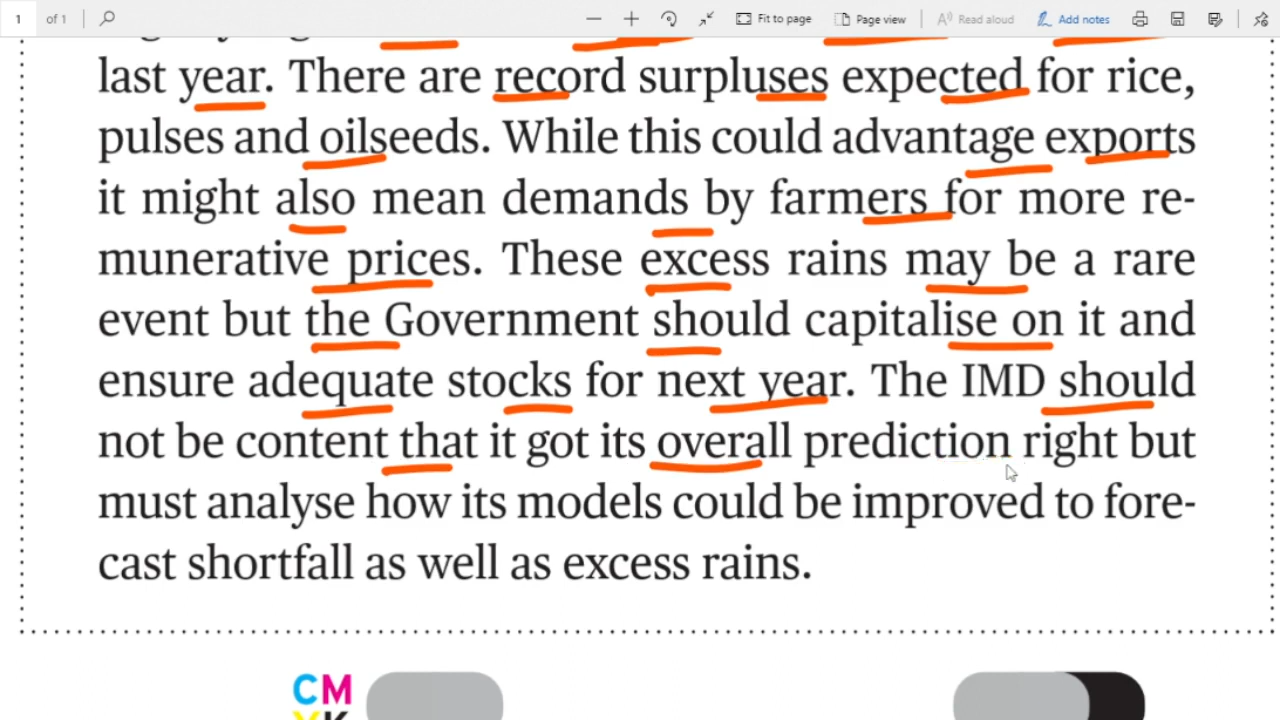 1 of 1 Fit to page Page view Read aloud Add notes
last year. There are record surpluses expected for rice,
pulses and oilseeds. While this could advantage exports
it might also mean demands by farmers for more re-
munerative prices. These excess rains may be a rare
event but the Government should capitalise on it and
ensure adequate stocks for next year. The IMD should
not be content that it got its overall prediction right but
must analyse how its models could be improved to fore-
cast shortfall as well as excess rains.
CM
YK